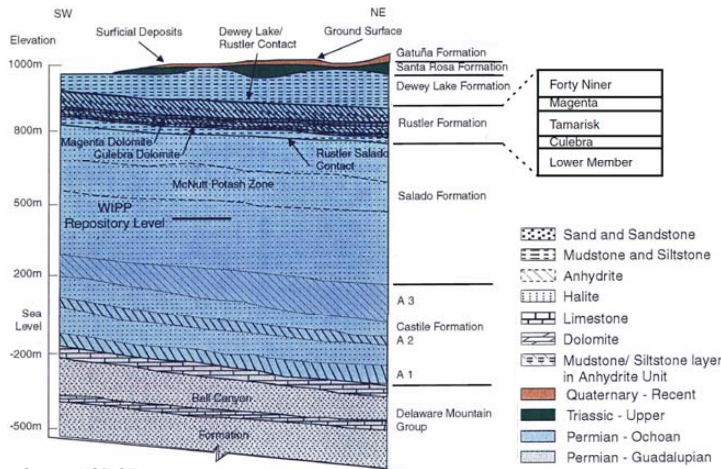 SW
NE
Elevation
Surficial Deposits
Dewey Lake/
Rustler Contact
Ground Surface
1000m
800m
500m
200m
Sea
Level
-200m
-500m
Magenta Dolomite
Culebra Dolomite
Rustler Salado
Contact
McNutt Potash Zone
WIPP
Repository Level
Bell Canyon
Formation
Gatuña Formation
Santa Rosa Formation
Dewey Lake Formation
Rustler Formation
Salado Formation
A 3
Castile Formation
A 2
A 1
Delaware Mountain
Group
Forty Niner
Magenta
Tamarisk
Culebra
Lower Member
Sand and Sandstone
Mudstone and Siltstone
Anhydrite
Halite
Limestone
Dolomite
Mudstone/ Siltstone layer
in Anhydrite Unit
Quaternary - Recent
Triassic - Upper
Permian - Ochoan
Permian - Guadalupian